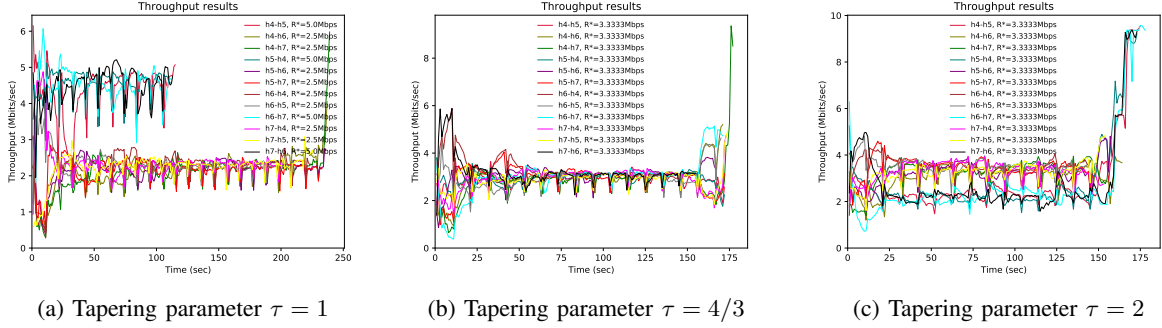 Throughput results
Throughput (Mbits/sec)
6
5
4
3
2
1
0
h4-h5, R*=5.0Mbps
h4-h6, R*=2.5Mbps
h4-h7, R*=2.5Mbps
h5-h4, R*=5.0Mbps
h5-h6, R*=2.5Mbps
h5-h7, R*=2.5Mbps
h6-h4, R*=2.5Mbps
h6-h5, R*=2.5Mbps
h6-h7, R*=5.0Mbps
h7-h4, R*=2.5Mbps
h7-h5, R*=2.5Mbps
h7-h6, R*=5.0Mbps
0 50 100 150 200 250
Time (sec)
(a) Tapering parameter τ = 1
Throughput results
Throughput (Mbits/sec)
8
6
4
2
0
h4-h5, R*=3.3333Mbps
h4-h6, R*=3.3333Mbps
h4-h7, R*=3.3333Mbps
h5-h4, R*=3.3333Mbps
h5-h6, R*=3.3333Mbps
h5-h7, R*=3.3333Mbps
h6-h4, R*=3.3333Mbps
h6-h5, R*=3.3333Mbps
h6-h7, R*=3.3333Mbps
h7-h4, R*=3.3333Mbps
h7-h5, R*=3.3333Mbps
h7-h6, R*=3.3333Mbps
0 25 50 75 100 125 150 175
Time (sec)
(b) Tapering parameter τ = 4/3
Throughput results
Throughput (Mbits/sec)
10
8
6
4
2
0
h4-h5, R*=3.3333Mbps
h4-h6, R*=3.3333Mbps
h4-h7, R*=3.3333Mbps
h5-h4, R*=3.3333Mbps
h5-h6, R*=3.3333Mbps
h5-h7, R*=3.3333Mbps
h6-h4, R*=3.3333Mbps
h6-h5, R*=3.3333Mbps
h6-h7, R*=3.3333Mbps
h7-h4, R*=3.3333Mbps
h7-h5, R*=3.3333Mbps
h7-h6, R*=3.3333Mbps
0 25 50 75 100 125 150 175
Time (sec)
(c) Tapering parameter τ = 2